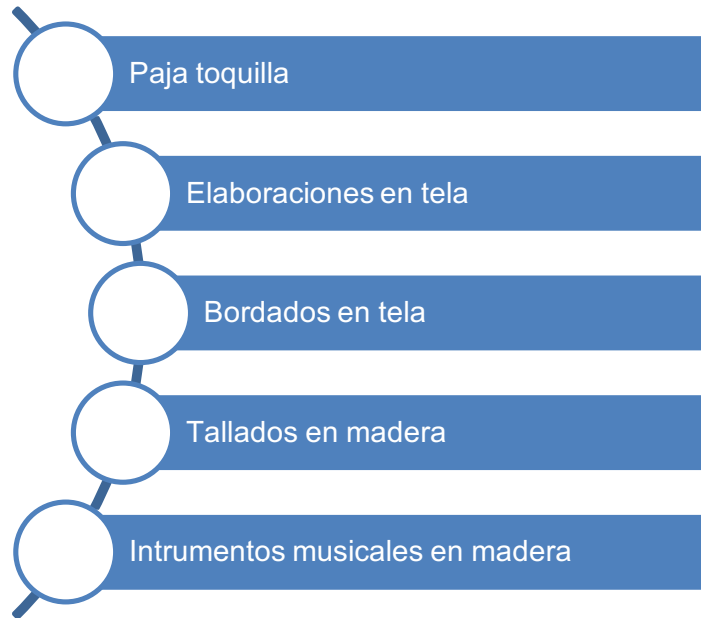 Paja toquilla
Elaboraciones en tela
Bordados en tela
Tallados en madera
Intrumentos musicales en madera